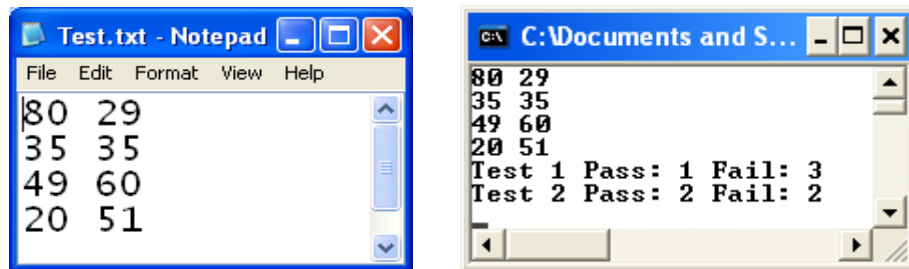 Test.txt - Notepad
File Edit Format View Help
80 29
35 35
49 60
20 51
C:\Documents and S...
80 29
35 35
49 60
20 51
Test 1 Pass: 1 Fail: 3
Test 2 Pass: 2 Fail: 2